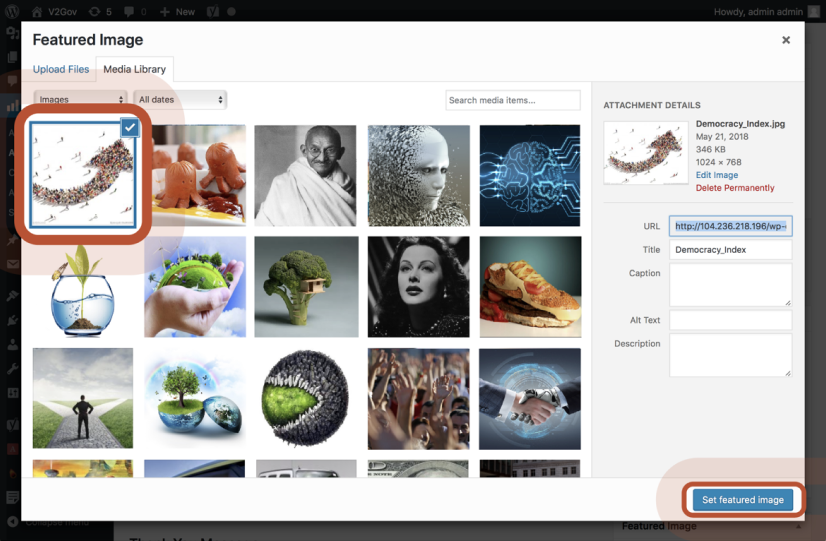 V2Gov 5 0 + New Howdy, admin admin
Featured Image ×
Upload Files Media Library
Images All dates Search media items...
ATTACHMENT DETAILS
Democracy_Index.jpg
May 21, 2018
346 KB
1024 × 768
Edit Image
Delete Permanently
URL http://104.236.218.196/wp-
Title Democracy_Index
Caption
Alt Text
Description
Set featured image
Collapse menu
Featured Image